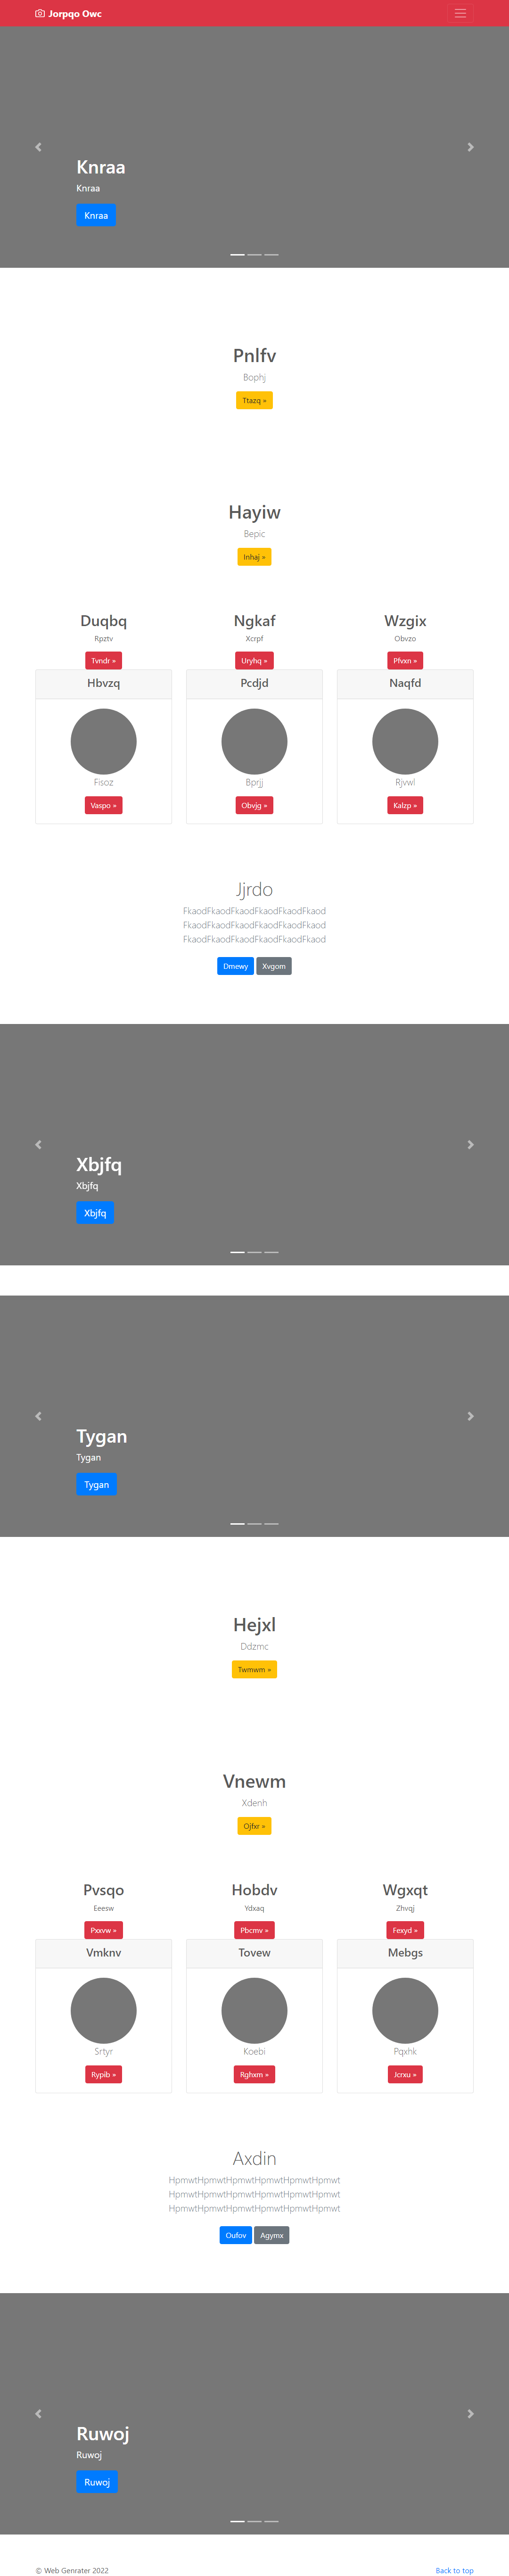 Jorpqo Owc
Knraa
Knraa
Knraa
Pnlfv
Bophj
Ttazq »
Hayiw
Bepic
Inhaj »
Duqbq Ngkaf Wzgix
Rpztv Xcrpf Obvzo
Tvndr » Uryhq » Pfvxn »
Hbvzq Pcdjd Naqfd
Fisoz Bprjj Rjvwl
Vaspo » Obvjg » Kalzp »
Jjrdo
FkaodFkaodFkaodFkaodFkaodFkaod
FkaodFkaodFkaodFkaodFkaodFkaod
FkaodFkaodFkaodFkaodFkaodFkaod
Dmewy Xvgom
Xbjfq
Xbjfq
Xbjfq
Tygan
Tygan
Tygan
Hejxl
Ddzmc
Twmwm »
Vnewm
Xdenh
Ojfxr »
Pvsqo Hobdv Wgxqt
Eeesw Ydxaq Zhvqj
Pxxvw » Pbcmv » Fexyd »
Vmknv Tovew Mebgs
Srtyr Koebi Pqxhk
Rypib » Rghxm » Jcrxu »
Axdin
HpmwtHpmwtHpmwtHpmwtHpmwtHpmwt
HpmwtHpmwtHpmwtHpmwtHpmwtHpmwt
HpmwtHpmwtHpmwtHpmwtHpmwtHpmwt
Oufov Agymx
Ruwoj
Ruwoj
Ruwoj
© Web Genrater 2022 Back to top